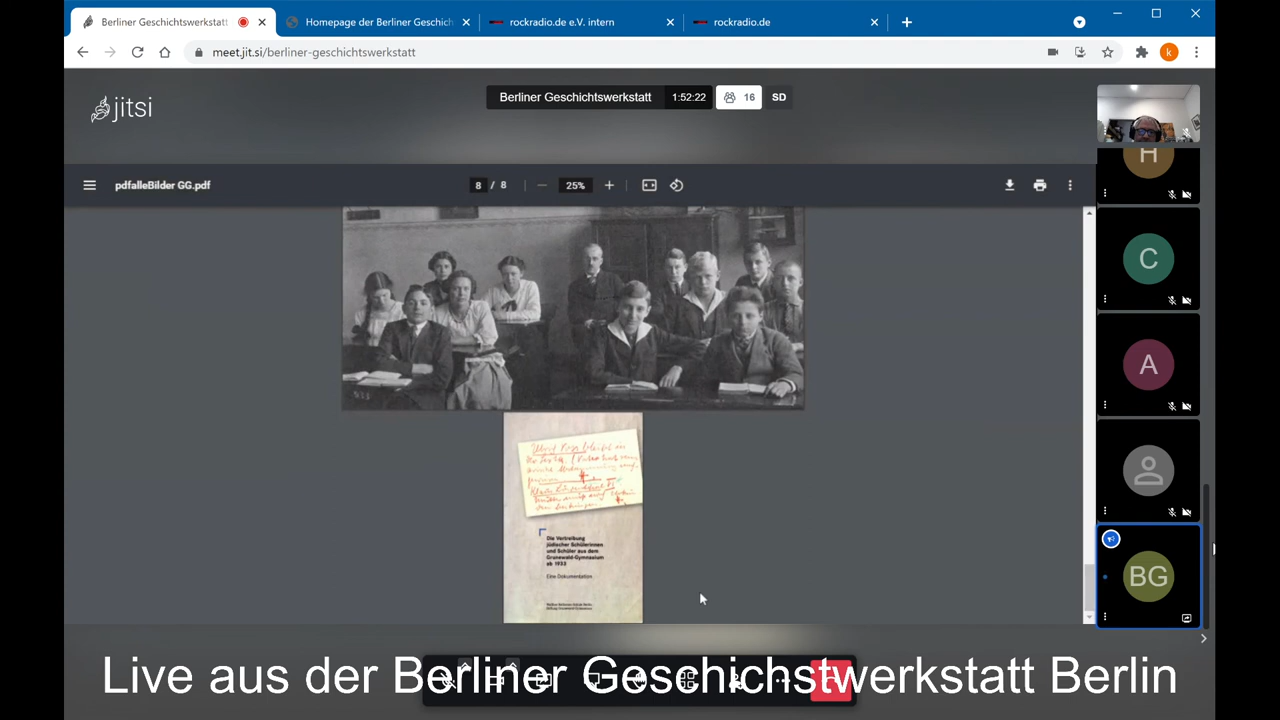 Berliner Geschichtswerkstatt
Homepage der Berliner Geschich
rockradio.de e.V. intern
rockradio.de
k
meet.jit.si/berliner-geschichtswerkstatt
jitsi
Berliner Geschichtswerkstatt 1:52:22 16 SD
pdfalleBilder GG.pdf 8 / 8 25%
H
C
A
BG
Die Vertreibung
jüdischer Schülerinnen
und Schüler aus dem
Grunewald-Gymnasium
ab 1933
Eine Dokumentation
Live aus der Berliner Geschichstwerkstatt Berlin